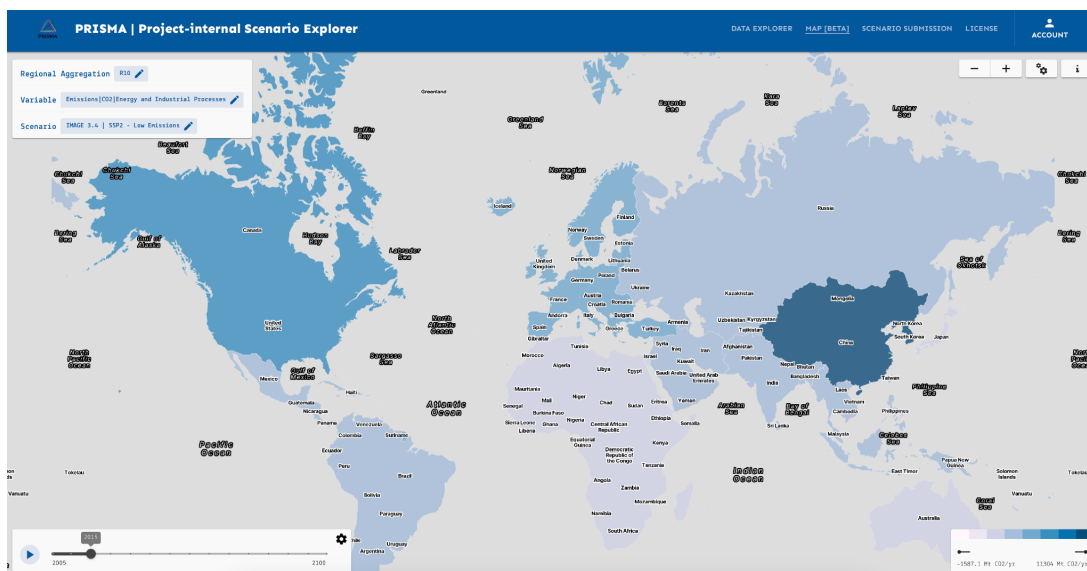 PRISMA | Project-internal Scenario Explorer
DATA EXPLORER
MAP [BETA]
SCENARIO SUBMISSION
LICENSE
ACCOUNT
PRISMA
Regional Aggregation R10
Variable Emissions|CO2|Energy and Industrial Processes
Scenario IMAGE 3.4 | SSP2 - Low Emissions
− + i
Greenland
Barents Sea
Kara Sea
Laptev Sea
Greenland Sea
Baffin Bay
Beaufort Sea
Chukchi Sea
Chukchi Sea
Norwegian Sea
Iceland
Finland
Russia
Norway
Sweden
Estonia
Canada
Hudson Bay
Gulf of Alaska
Bering Sea
Bering Sea
Labrador Sea
United Kingdom
Denmark
Lithuania
Belarus
Sea of Okhotsk
Germany
Poland
Ukraine
Kazakhstan
Mongolia
France
Austria
Croatia
Romania
Andorra
Italy
Bulgaria
Uzbekistan
Kyrgyzstan
United States
North Atlantic Ocean
Spain
Greece
Turkey
Armenia
Tajikistan
North Korea
South Korea
Japan
Gibraltar
Tunisia
Syria
Iraq
Iran
Afghanistan
China
Morocco
Israel
Kuwait
Pakistan
North Pacific Ocean
Sargasso Sea
Gulf of Mexico
Algeria
Libya
Egypt
Saudi Arabia
United Arab Emirates
Nepal
Bhutan
Bangladesh
Taiwan
Mexico
India
Laos
Philippine Sea
Haiti
Mauritania
Mali
Niger
Chad
Sudan
Eritrea
Yemen
Arabian Sea
Bay of Bengal
Vietnam
Guatemala
Nicaragua
Atlantic Ocean
Senegal
Burkina Faso
Cambodia
Philippines
Panama
Venezuela
Sierra Leone
Ghana
Nigeria
Central African Republic
Ethiopia
Somalia
Sri Lanka
Liberia
Colombia
Suriname
Malaysia
Celebes Sea
Pacific Ocean
Ecuador
Equatorial Guinea
Democratic Republic of the Congo
Kenya
Tanzania
Papua New Guinea
Peru
Brazil
Indian Ocean
East Timor
Solomon Islands
Tokelau
Tokelau
Angola
Zambia
Vanuatu
Vanuatu
Bolivia
Mozambique
Coral Sea
Paraguay
Namibia
Australia
South Africa
Uruguay
Argentina
2015
2005
2100
-1587.1 Mt CO2/yr
11304 Mt CO2/yr